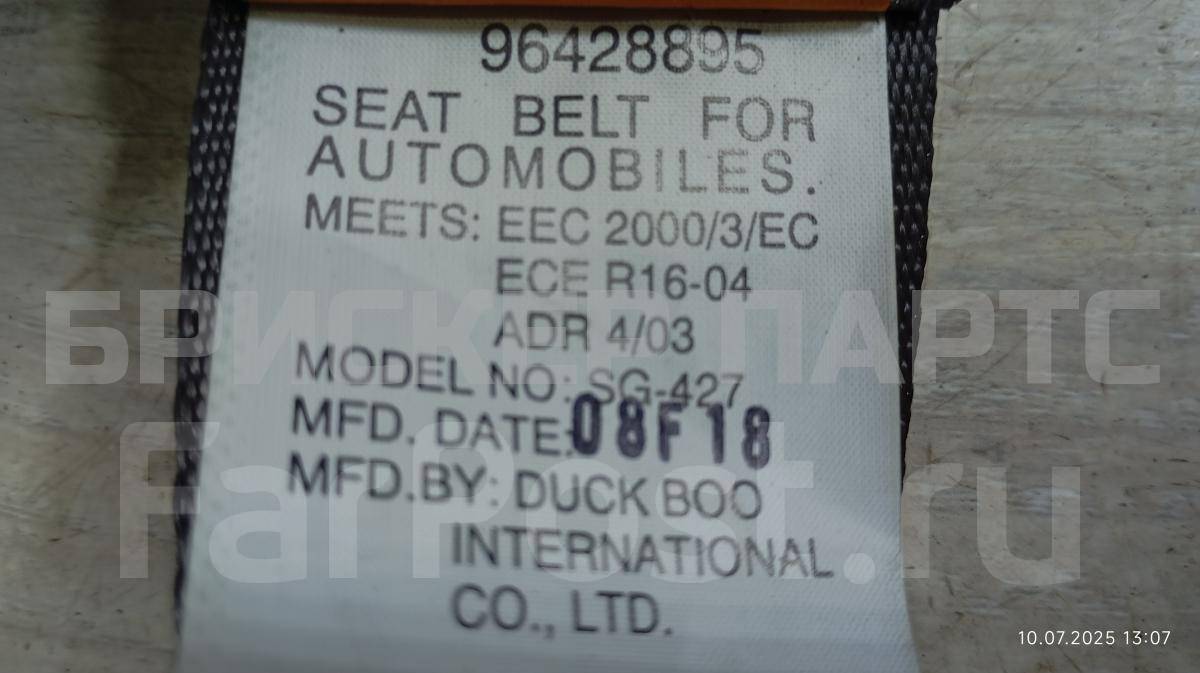 96428895
SEAT BELT FOR
AUTOMOBILES.
MEETS: EEC 2000/3/EC
ECE R16-04
ADR 4/03
БРИСКЕР ПАРТС
MODEL NO: SG-427
MFD. DATE: 08F18
FarPost.ru
MFD.BY: DUCK BOO
INTERNATIONAL
CO., LTD.
10.07.2025 13:07